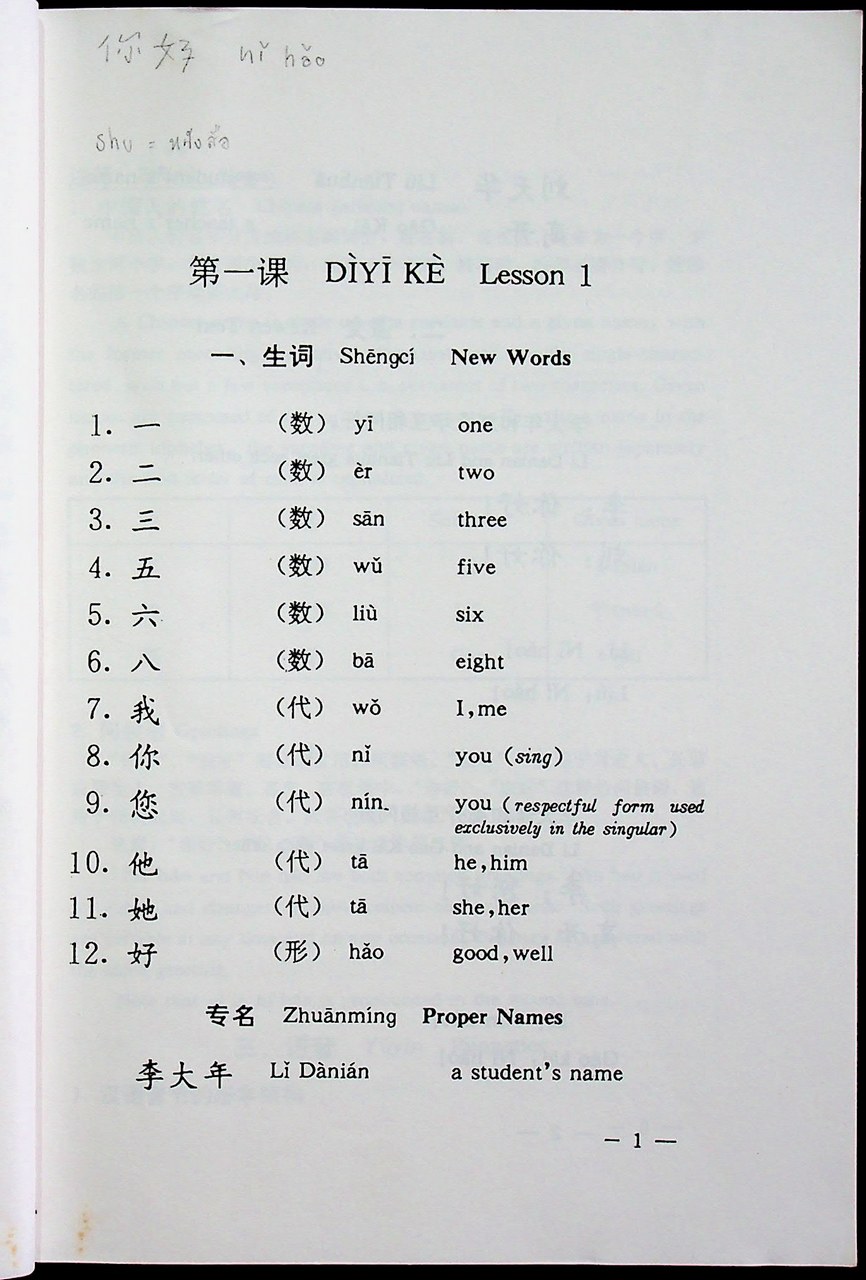 你好 nǐ hǎo
shu = หนังสือ
第一课 DÌYĪ KÈ Lesson 1
一、生词 Shēngcí New Words
1. 一 (数) yī one
2. 二 (数) èr two
3. 三 (数) sān three
4. 五 (数) wǔ five
5. 六 (数) liù six
6. 八 (数) bā eight
7. 我 (代) wǒ I,me
8. 你 (代) nǐ you (sing)
9. 您 (代) nín you (respectful form used
exclusively in the singular)
10. 他 (代) tā he,him
11. 她 (代) tā she,her
12. 好 (形) hǎo good,well
专名 Zhuānmíng Proper Names
李大年 Lǐ Dànián a student's name
— 1 —